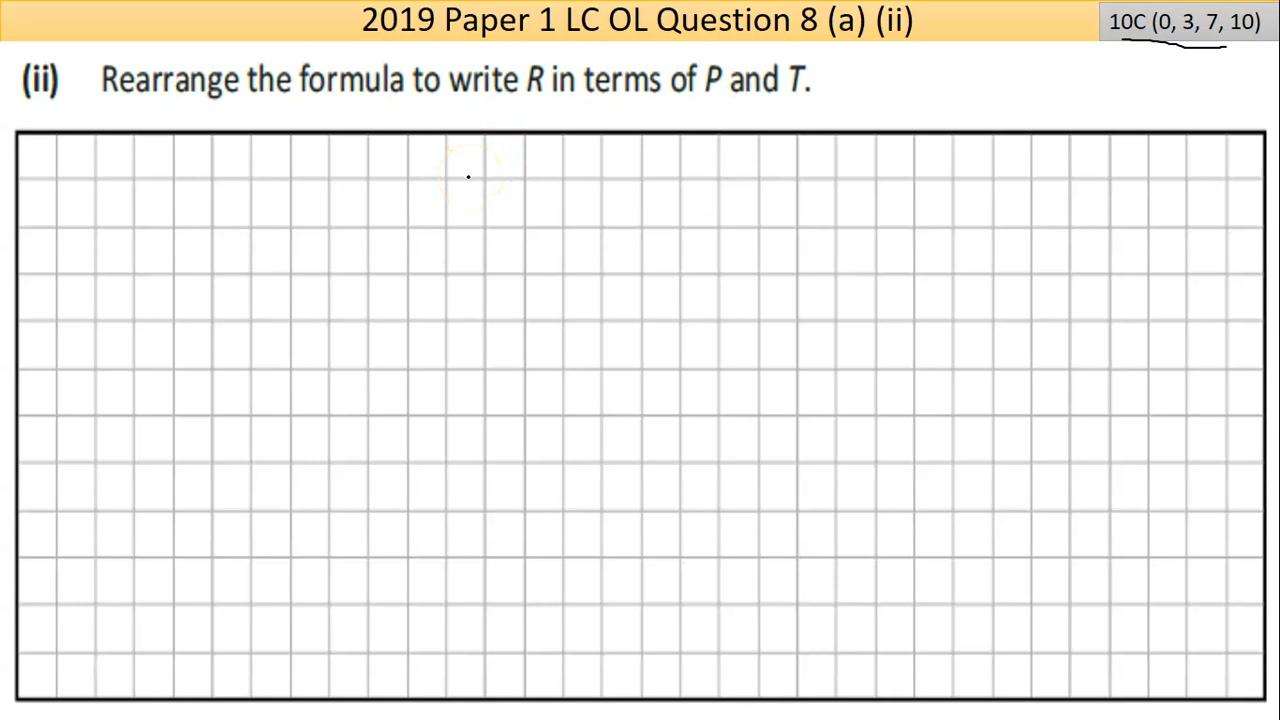 2019 Paper 1 LC OL Question 8 (a) (ii)
10C (0, 3, 7, 10)
(ii) Rearrange the formula to write R in terms of P and T.